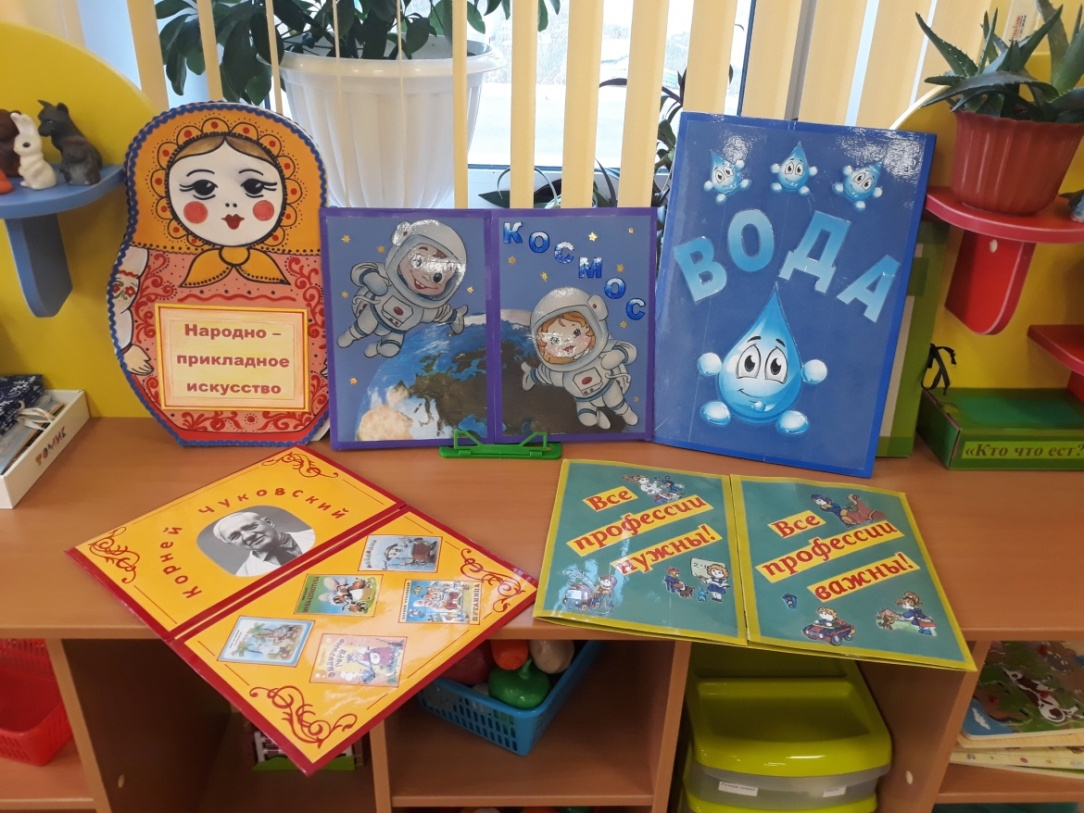 Народно –
прикладное
искусство
КОСМОС
ВОДА
«Кто что ест?
Корней Чуковский
Все
профессии
нужны!
Все
профессии
важны!